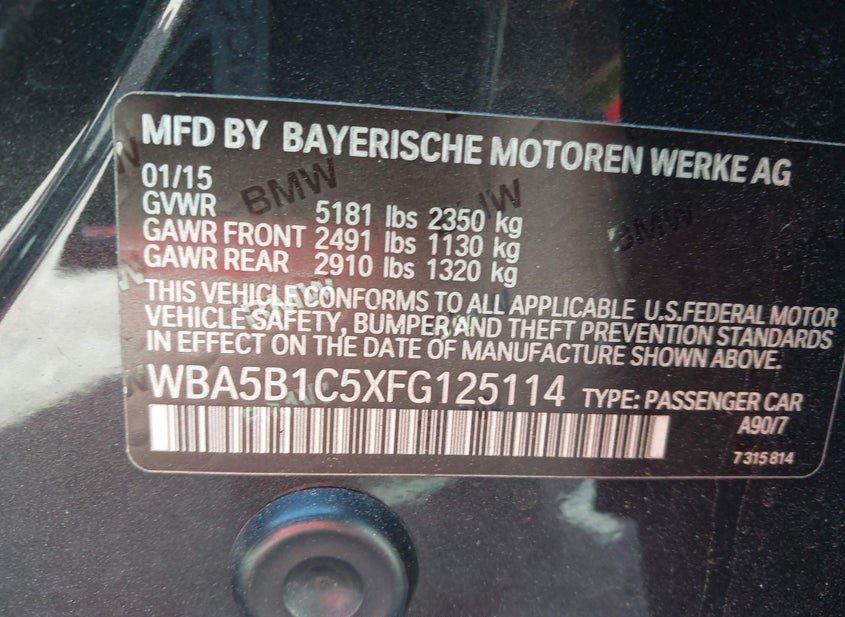 MFD BY BAYERISCHE MOTOREN WERKE AG
01/15
GVWR 5181 lbs 2350 kg
GAWR FRONT 2491 lbs 1130 kg
GAWR REAR 2910 lbs 1320 kg
THIS VEHICLE CONFORMS TO ALL APPLICABLE U.S.FEDERAL MOTOR
VEHICLE SAFETY, BUMPER AND THEFT PREVENTION STANDARDS
IN EFFECT ON THE DATE OF MANUFACTURE SHOWN ABOVE.
WBA5B1C5XFG125114 TYPE: PASSENGER CAR
A90/7
7 315 814
BMW
BMW
BMW